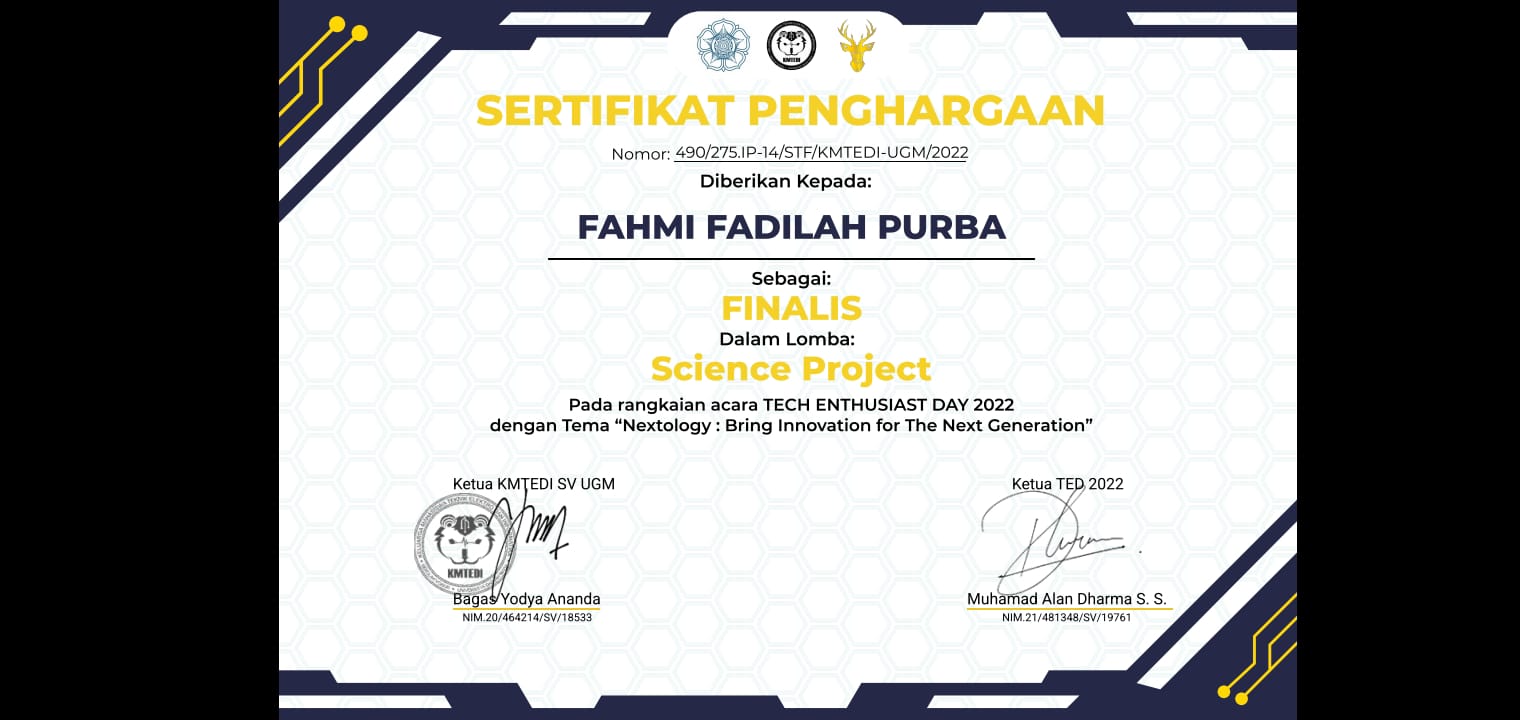 KMTEDI
SERTIFIKAT PENGHARGAAN
Nomor: 490/275.IP-14/STF/KMTEDI-UGM/2022
Diberikan Kepada:
FAHMI FADILAH PURBA
Sebagai:
FINALIS
Dalam Lomba:
Science Project
Pada rangkaian acara TECH ENTHUSIAST DAY 2022
dengan Tema “Nextology : Bring Innovation for The Next Generation”
Ketua KMTEDI SV UGM
KMTEDI
Bagas Yodya Ananda
NIM.20/464214/SV/18533
Ketua TED 2022
Muhamad Alan Dharma S. S.
NIM.21/481348/SV/19761